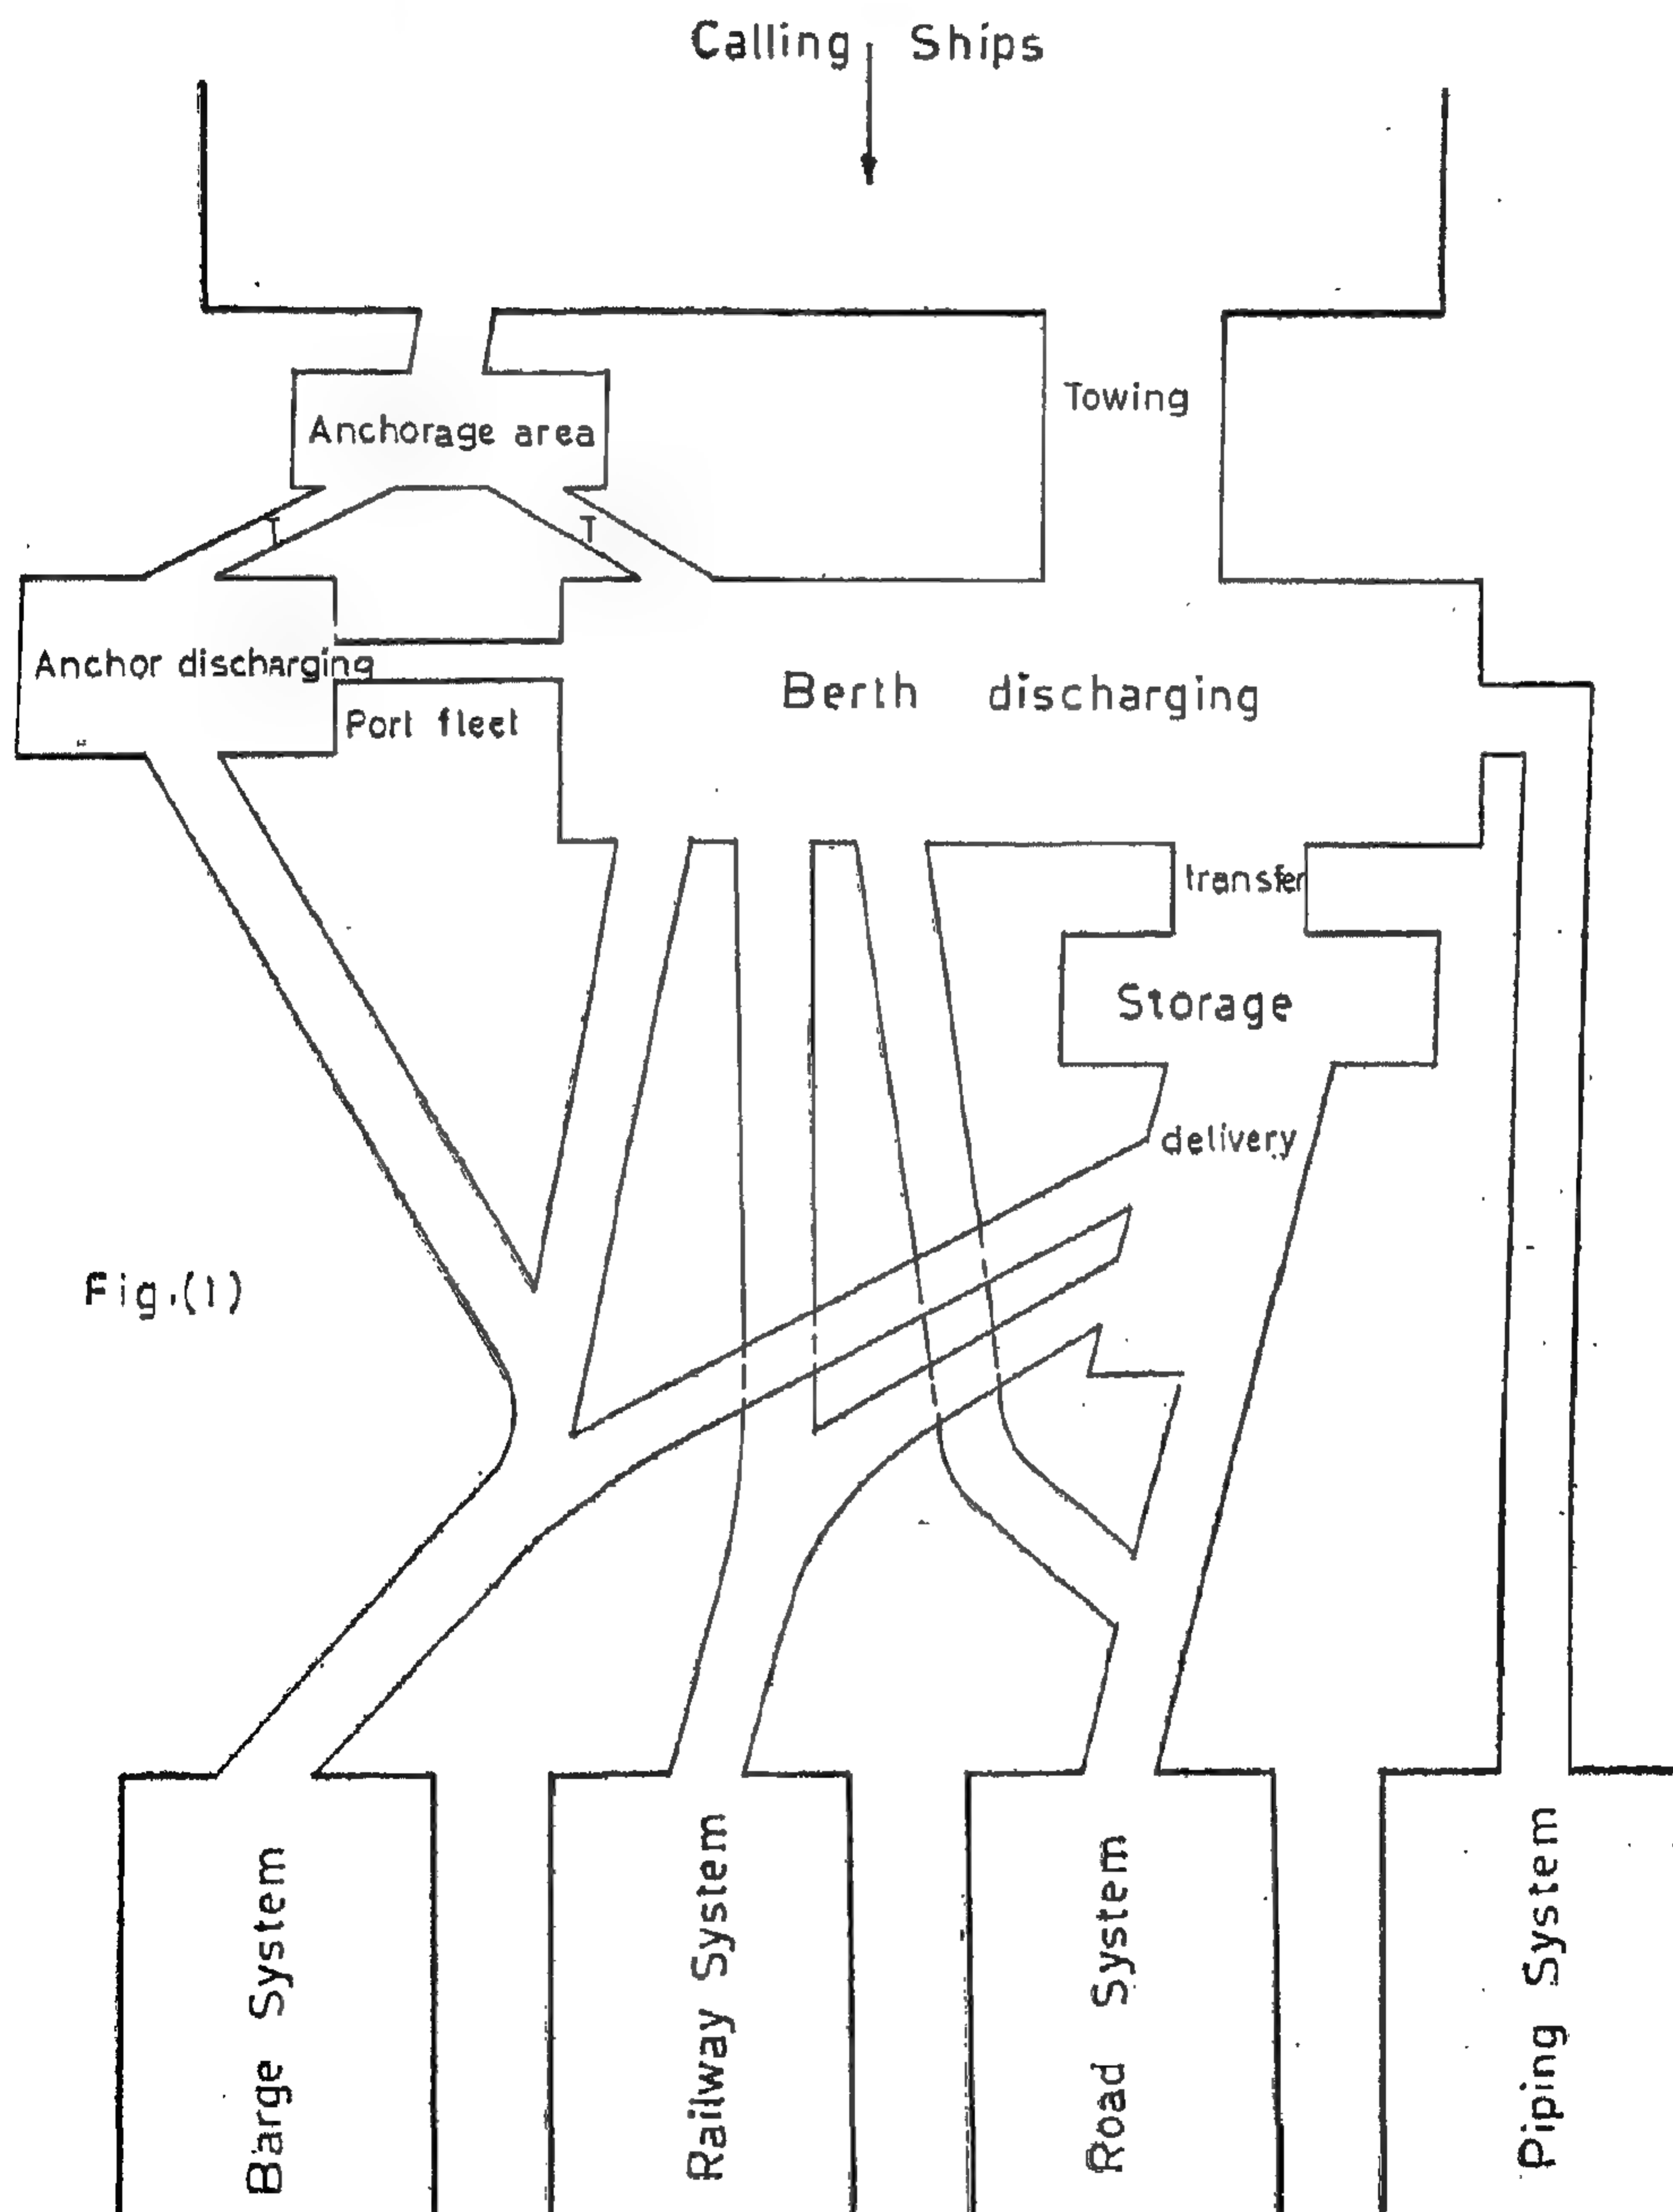 Calling Ships
Towing
Anchorage area
T
T
Anchor discharging
Port fleet
Berth discharging
transfer
Storage
delivery
Fig.(1)
Barge System
Railway System
Road System
Piping System